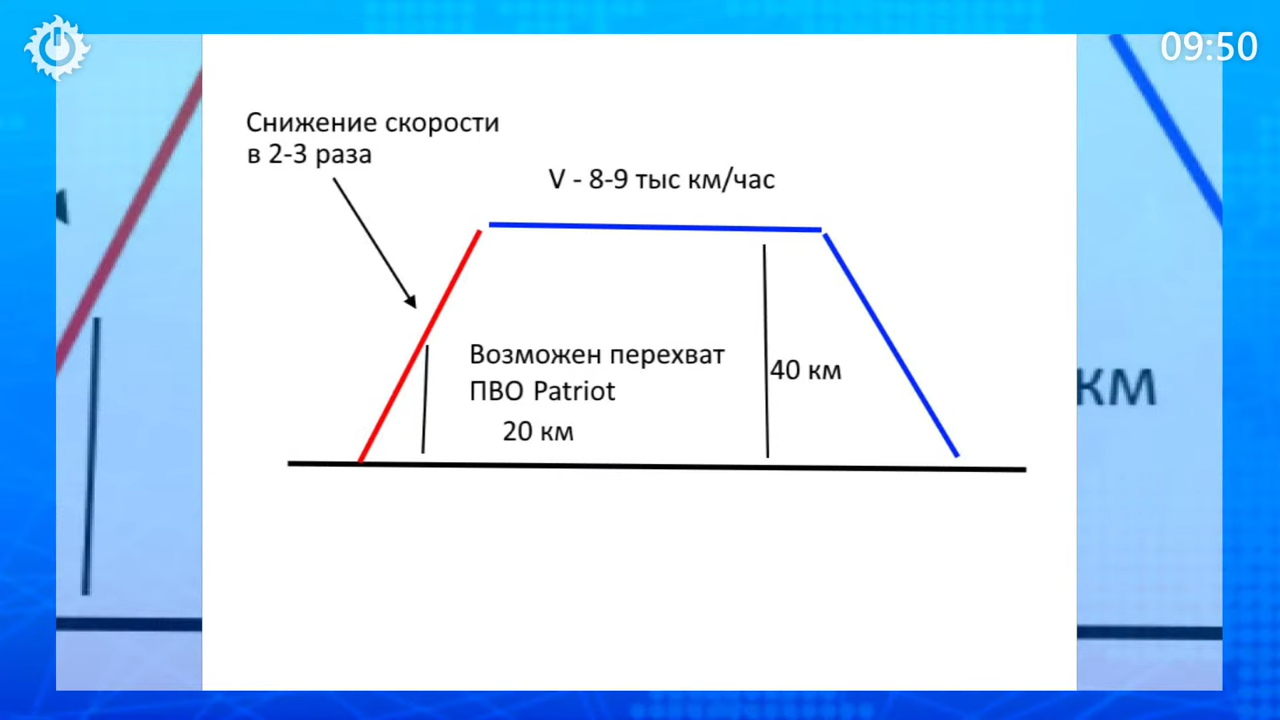 09:50
Снижение скорости
в 2-3 раза
V - 8-9 тыс км/час
Возможен перехват
ПВО Patriot
20 км
40 км
км